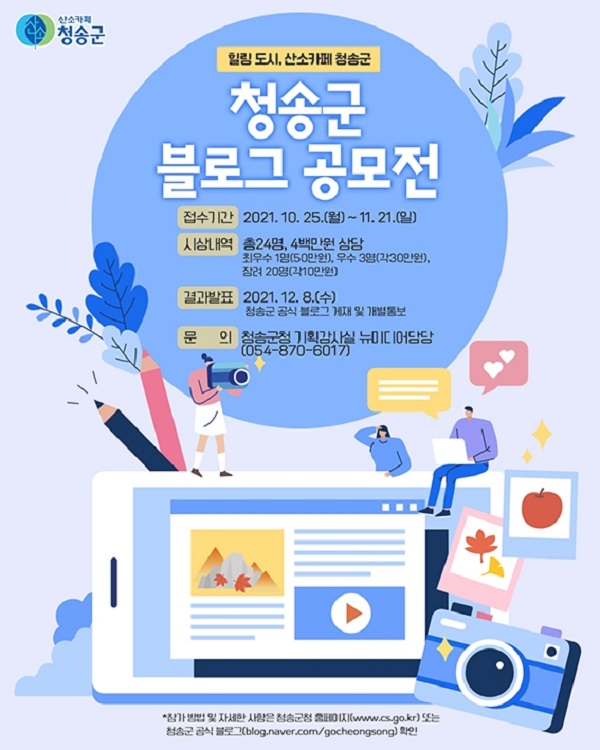 산소카페
청송군
힐링 도시, 산소카페 청송군
청송군
블로그 공모전
접수기간 2021. 10. 25.(월) ~ 11. 21.(일)
시상내역 총24명, 4백만원 상당
최우수 1명(50만원), 우수 3명(각30만원),
장려 20명(각10만원)
결과발표 2021. 12. 8.(수)
청송군 공식 블로그 게재 및 개별통보
문 의 청송군청 기획감사실 뉴미디어담당
(054-870-6017)
*참가 방법 및 자세한 사항은 청송군청 홈페이지(www.cs.go.kr) 또는
청송군 공식 블로그(blog.naver.com/gocheongsong) 확인